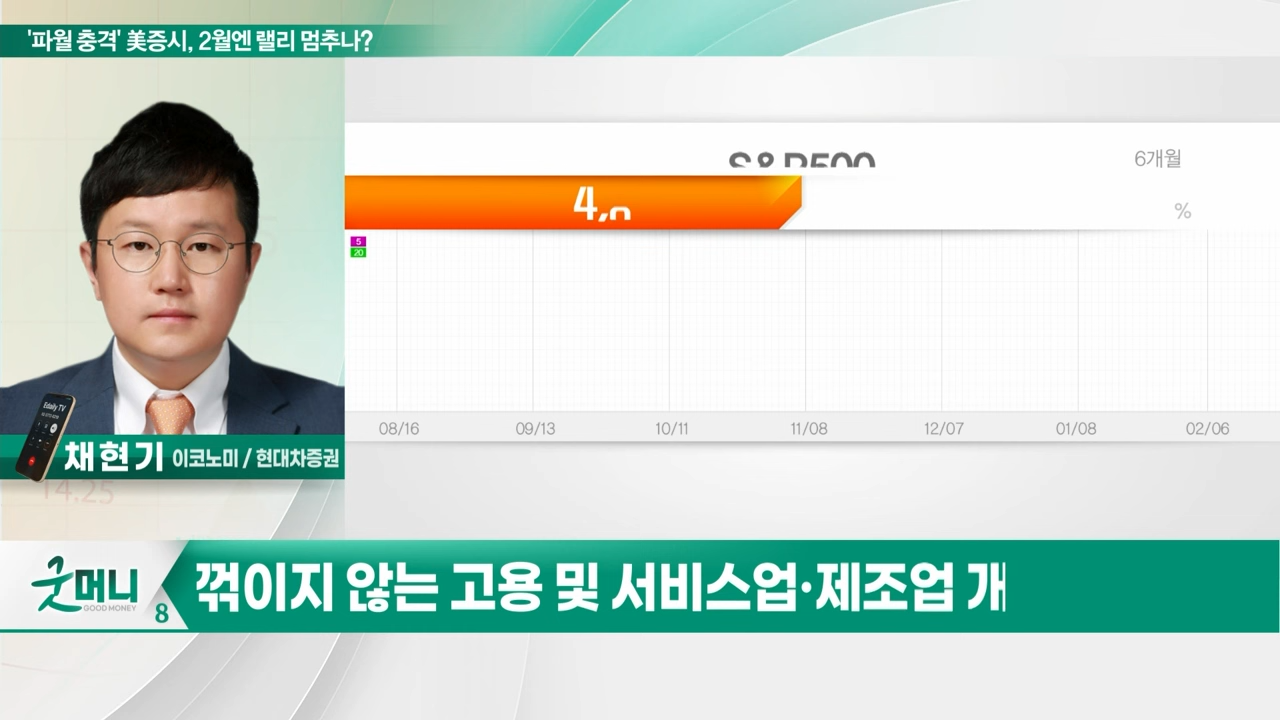 '파월 충격' 美증시, 2월엔 랠리 멈추나?
S&P500
6개월
%
5
20
08/16 09/13 10/11 11/08 12/07 01/08 02/06
Edaily TV
채현기 이코노미 / 현대차증권
14.25
굿머니
GOOD MONEY
8
꺾이지 않는 고용 및 서비스업·제조업 개